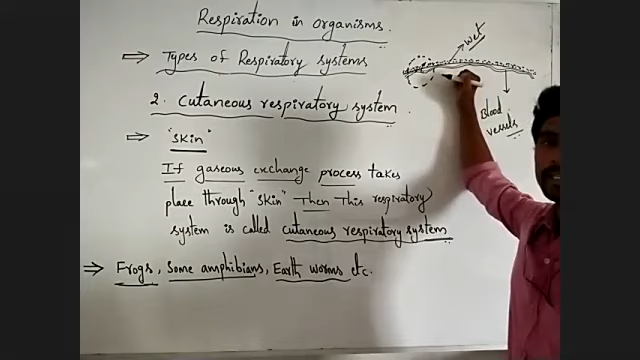 Respiration in organisms.
⇒ Types of Respiratory systems
2. Cutaneous respiratory system.
⇒ "skin"
If gaseous exchange process takes
place through "skin" Then This respiratory
system is called cutaneous respiratory system
⇒ Frogs, Some amphibians, Earth worms etc.
wet
Blood
vessels.